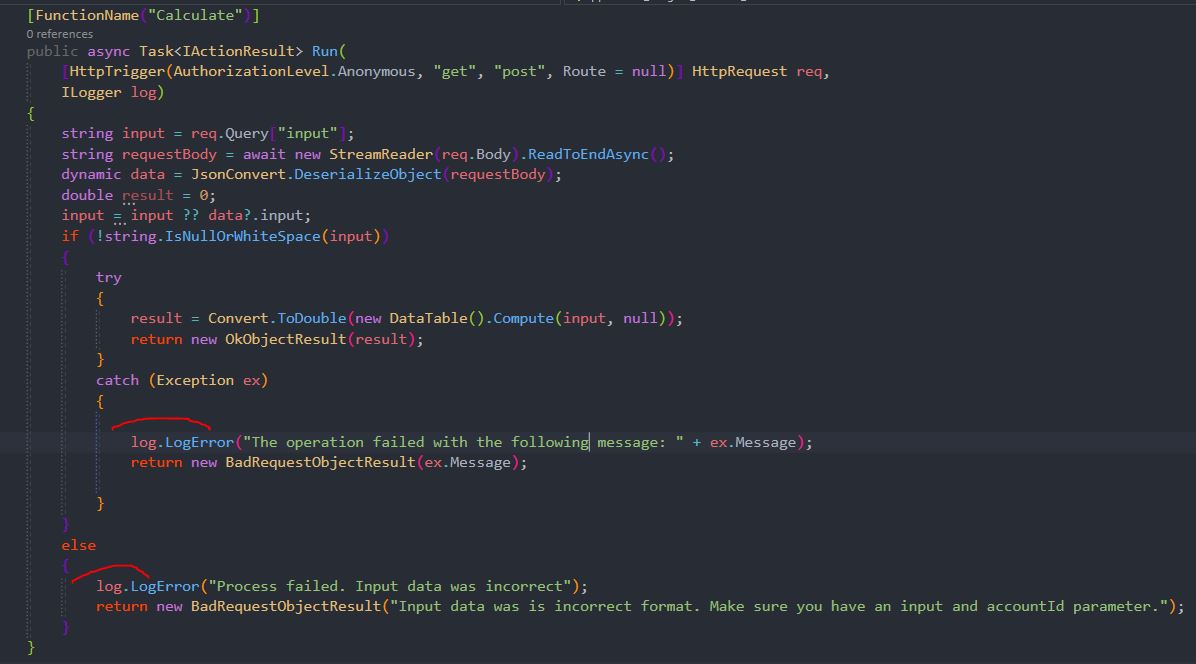 [FunctionName("Calculate")]
0 references
public async Task<IActionResult> Run(
[HttpTrigger(AuthorizationLevel.Anonymous, "get", "post", Route = null)] HttpRequest req,
ILogger log)
{
string input = req.Query["input"];
string requestBody = await new StreamReader(req.Body).ReadToEndAsync();
dynamic data = JsonConvert.DeserializeObject(requestBody);
double result = 0;
input = input ?? data?.input;
if (!string.IsNullOrWhiteSpace(input))
{
try
{
result = Convert.ToDouble(new DataTable().Compute(input, null));
return new OkObjectResult(result);
}
catch (Exception ex)
{
log.LogError("The operation failed with the following message: " + ex.Message);
return new BadRequestObjectResult(ex.Message);
}
}
else
{
log.LogError("Process failed. Input data was incorrect");
return new BadRequestObjectResult("Input data was is incorrect format. Make sure you have an input and accountId parameter.");
}
}